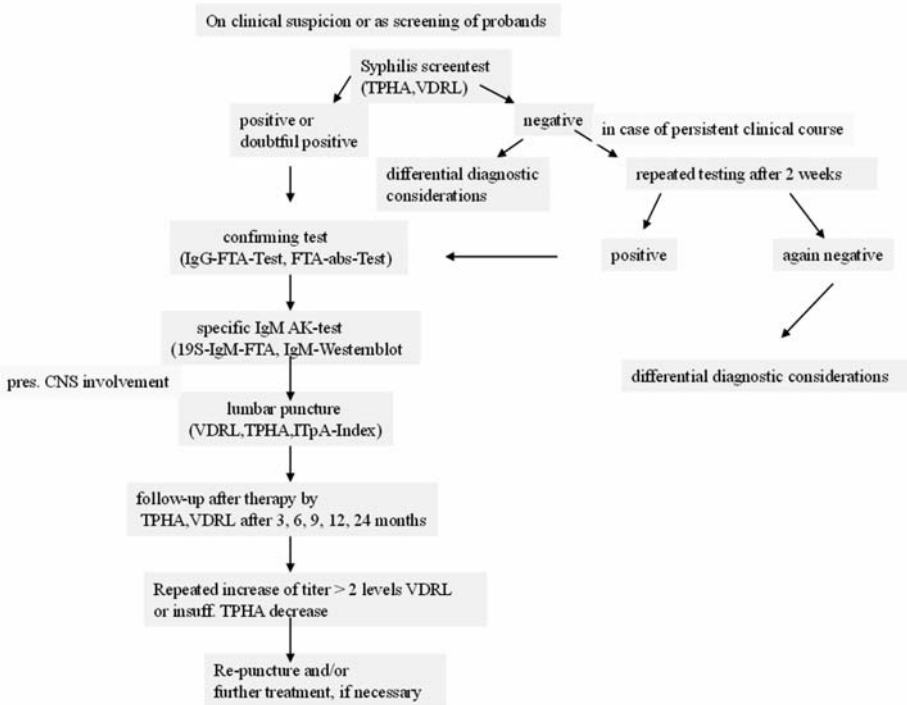 On clinical suspicion or as screening of probands
Syphilis screentest
(TPHA,VDRL)
positive or
doubtful positive
negative
in case of persistent clinical course
differential diagnostic
considerations
repeated testing after 2 weeks
confirming test
(IgG-FTA-Test, FTA-abs-Test)
positive
again negative
specific IgM AK-test
(19S-IgM-FTA, IgM-Westernblot
pres. CNS involvement
differential diagnostic considerations
lumbar puncture
(VDRL,TPHA,ITpA-Index)
follow-up after therapy by
TPHA,VDRL after 3, 6, 9, 12, 24 months
Repeated increase of titer > 2 levels VDRL
or insuff. TPHA decrease
Re-puncture and/or
further treatment, if necessary